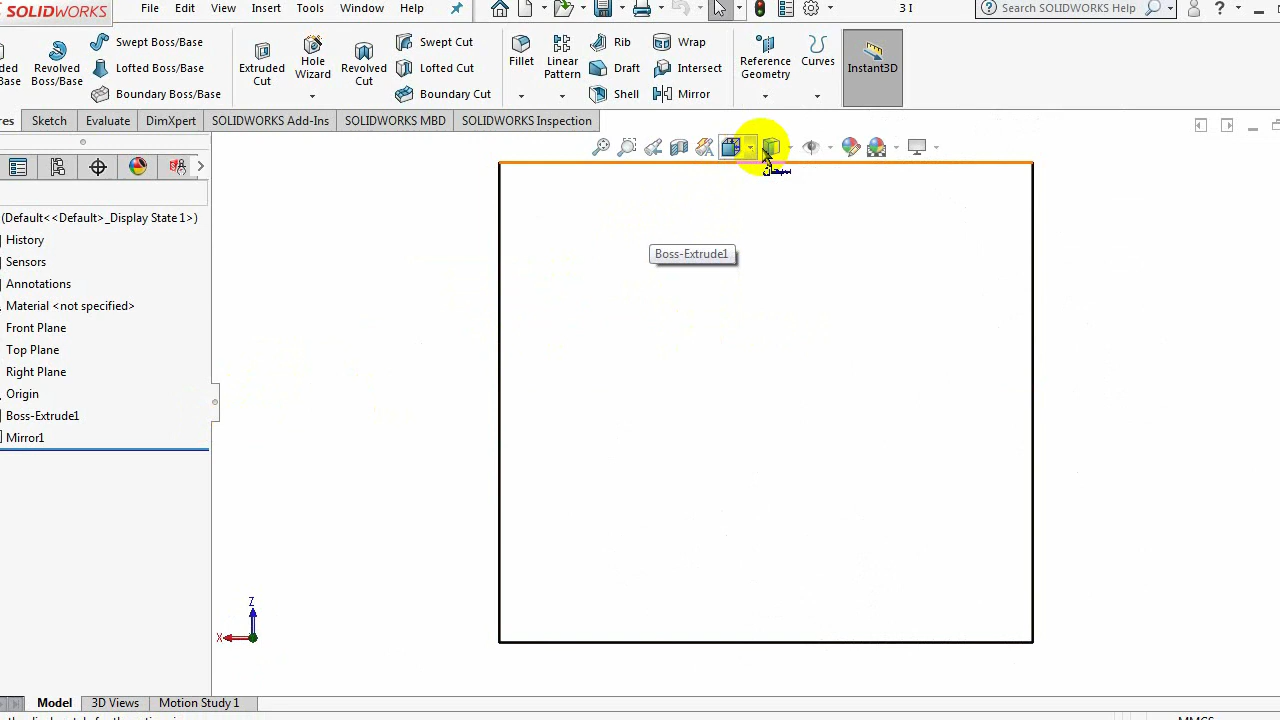 SOLIDWORKS File Edit View Insert Tools Window Help 3 I Search SOLIDWORKS Help ?
Swept Boss/Base Swept Cut Rib Wrap
Revolved Boss/Base Lofted Boss/Base Extruded Cut Hole Wizard Revolved Cut Lofted Cut Fillet Linear Pattern Draft Intersect Reference Geometry Curves Instant3D
Boundary Boss/Base Boundary Cut Shell Mirror
Sketch Evaluate DimXpert SOLIDWORKS Add-Ins SOLIDWORKS MBD SOLIDWORKS Inspection
(Default<<Default>_Display State 1>)
History
Boss-Extrude1
Sensors
Annotations
Material <not specified>
Front Plane
Top Plane
Right Plane
Origin
Boss-Extrude1
Mirror1
Z
X
Model 3D Views Motion Study 1